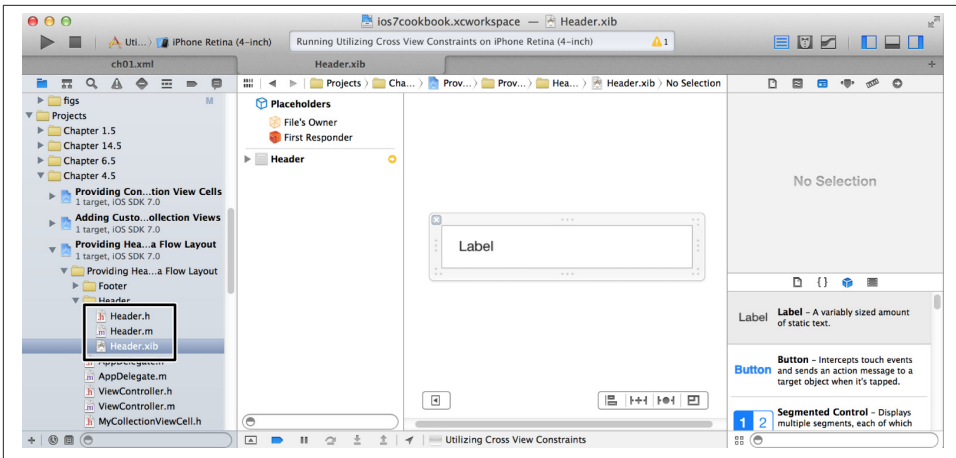 ios7cookbook.xcworkspace — Header.xib
Uti... iPhone Retina (4-inch)
Running Utilizing Cross View Constraints on iPhone Retina (4-inch)
1
ch01.xml
Header.xib
+
Projects
Cha...
Prov...
Prov...
Hea...
Header.xib
No Selection
figs
M
Projects
Chapter 1.5
Chapter 14.5
Chapter 6.5
Chapter 4.5
Providing Con...tion View Cells
1 target, iOS SDK 7.0
Adding Custo...ollection Views
1 target, iOS SDK 7.0
Providing Hea...a Flow Layout
1 target, iOS SDK 7.0
Providing Hea...a Flow Layout
Footer
Header
Header.h
Header.m
Header.xib
AppDelegate.h
AppDelegate.m
ViewController.h
ViewController.m
MyCollectionViewCell.h
Placeholders
File's Owner
First Responder
Header
Label
Utilizing Cross View Constraints
No Selection
{}
Label
Label – A variably sized amount
of static text.
Button
Button – Intercepts touch events
and sends an action message to a
target object when it's tapped.
1 2
Segmented Control – Displays
multiple segments, each of which